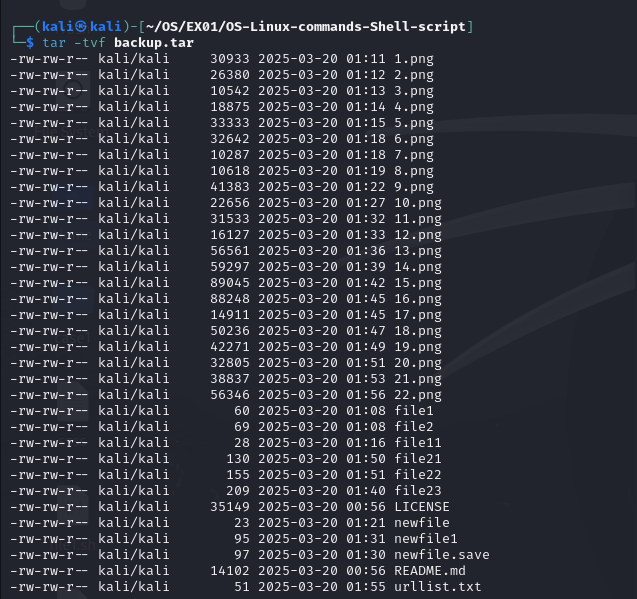 ┌──(kali㉿kali)-[~/OS/EX01/OS-Linux-commands-Shell-script]
└─$ tar -tvf backup.tar
-rw-rw-r-- kali/kali     30933 2025-03-20 01:11 1.png
-rw-rw-r-- kali/kali     26380 2025-03-20 01:12 2.png
-rw-rw-r-- kali/kali     10542 2025-03-20 01:13 3.png
-rw-rw-r-- kali/kali     18875 2025-03-20 01:14 4.png
-rw-rw-r-- kali/kali     33333 2025-03-20 01:15 5.png
-rw-rw-r-- kali/kali     32642 2025-03-20 01:18 6.png
-rw-rw-r-- kali/kali     10287 2025-03-20 01:18 7.png
-rw-rw-r-- kali/kali     10618 2025-03-20 01:19 8.png
-rw-rw-r-- kali/kali     41383 2025-03-20 01:22 9.png
-rw-rw-r-- kali/kali     22656 2025-03-20 01:27 10.png
-rw-rw-r-- kali/kali     31533 2025-03-20 01:32 11.png
-rw-rw-r-- kali/kali     16127 2025-03-20 01:33 12.png
-rw-rw-r-- kali/kali     56561 2025-03-20 01:36 13.png
-rw-rw-r-- kali/kali     59297 2025-03-20 01:39 14.png
-rw-rw-r-- kali/kali     89045 2025-03-20 01:42 15.png
-rw-rw-r-- kali/kali     88248 2025-03-20 01:45 16.png
-rw-rw-r-- kali/kali     14911 2025-03-20 01:45 17.png
-rw-rw-r-- kali/kali     50236 2025-03-20 01:47 18.png
-rw-rw-r-- kali/kali     42271 2025-03-20 01:49 19.png
-rw-rw-r-- kali/kali     32805 2025-03-20 01:51 20.png
-rw-rw-r-- kali/kali     38837 2025-03-20 01:53 21.png
-rw-rw-r-- kali/kali     56346 2025-03-20 01:56 22.png
-rw-rw-r-- kali/kali        60 2025-03-20 01:08 file1
-rw-rw-r-- kali/kali        69 2025-03-20 01:08 file2
-rw-rw-r-- kali/kali        28 2025-03-20 01:16 file11
-rw-rw-r-- kali/kali       130 2025-03-20 01:50 file21
-rw-rw-r-- kali/kali       155 2025-03-20 01:51 file22
-rw-rw-r-- kali/kali       209 2025-03-20 01:40 file23
-rw-rw-r-- kali/kali     35149 2025-03-20 00:56 LICENSE
-rw-rw-r-- kali/kali        23 2025-03-20 01:21 newfile
-rw-rw-r-- kali/kali        95 2025-03-20 01:31 newfile1
-rw-rw-r-- kali/kali        97 2025-03-20 01:30 newfile.save
-rw-rw-r-- kali/kali     14102 2025-03-20 00:56 README.md
-rw-rw-r-- kali/kali        51 2025-03-20 01:55 urllist.txt